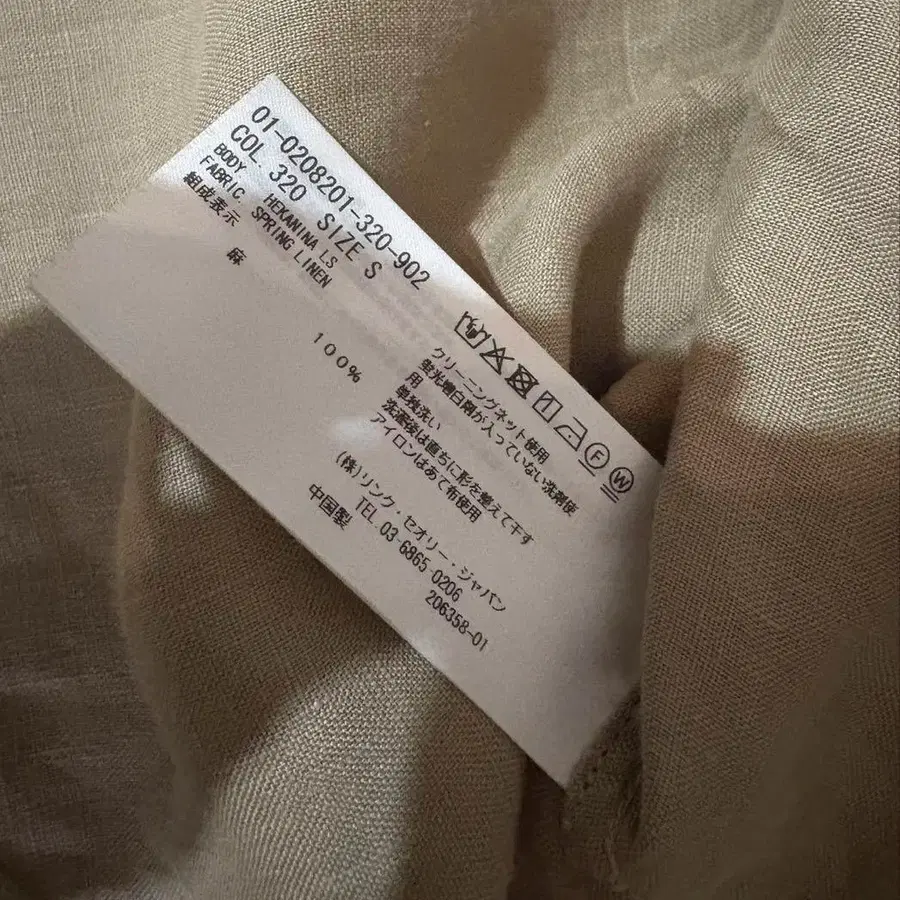 01-0208201-320-902
COL. 320 SIZE S
BODY. HEKANINA LS
FABRIC. SPRING LINEN
組成表示 麻
100%
F W
クリーニングネット使用
蛍光増白剤が入っていない洗剤使
用
単独洗い
洗濯後は直ちに形を整えて干す
アイロンはあて布使用
(株)リンク・セオリー・ジャパン
TEL.03-6865-0206
中国製
206358-01